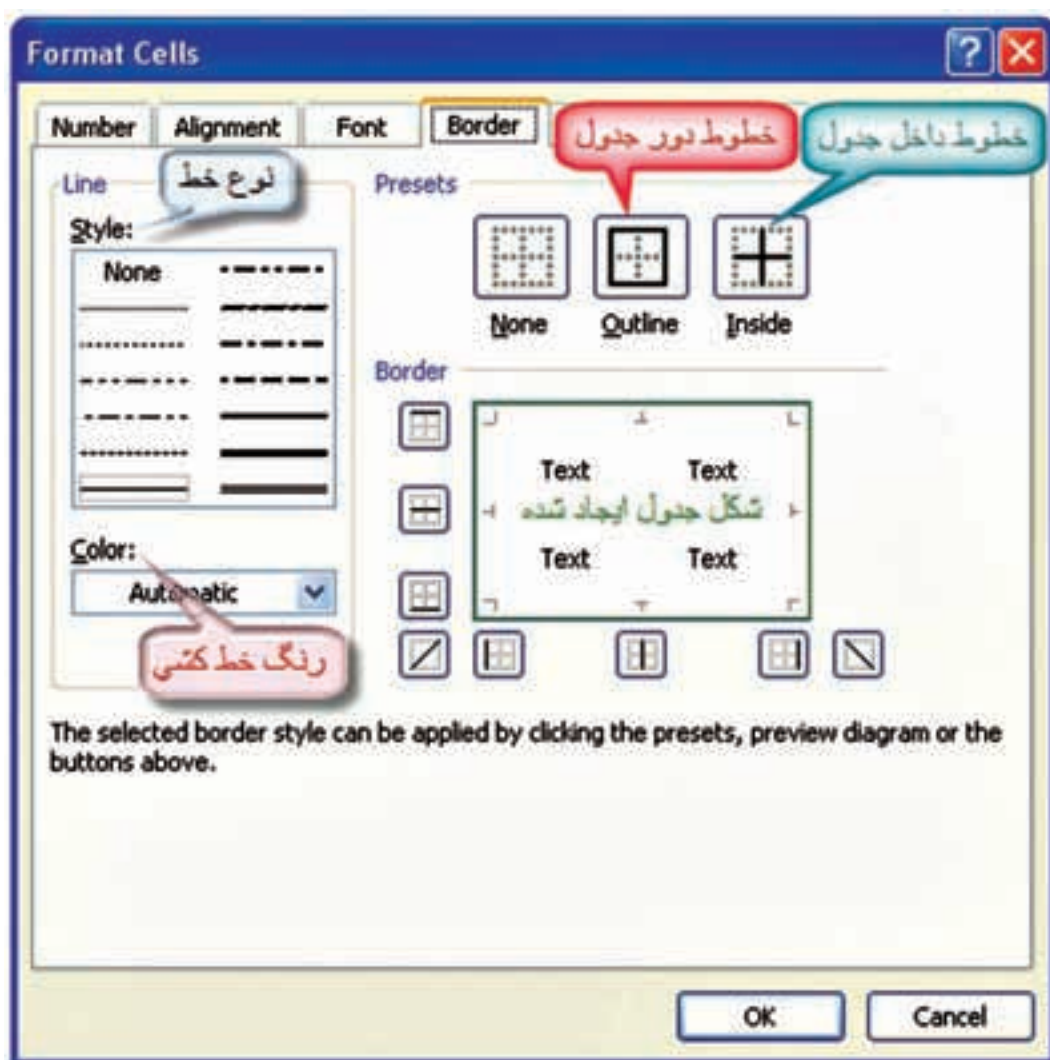 Format Cells
Number Alignment Font Border
خطوط دور جدول
خطوط داخل جدول
Line
نوع خط
Presets
Style:
None
None Outline Inside
Border
Text Text
شکل جدول ایجاد شده
Text Text
Color:
Automatic
رنگ خط کشی
The selected border style can be applied by clicking the presets, preview diagram or the
buttons above.
OK Cancel